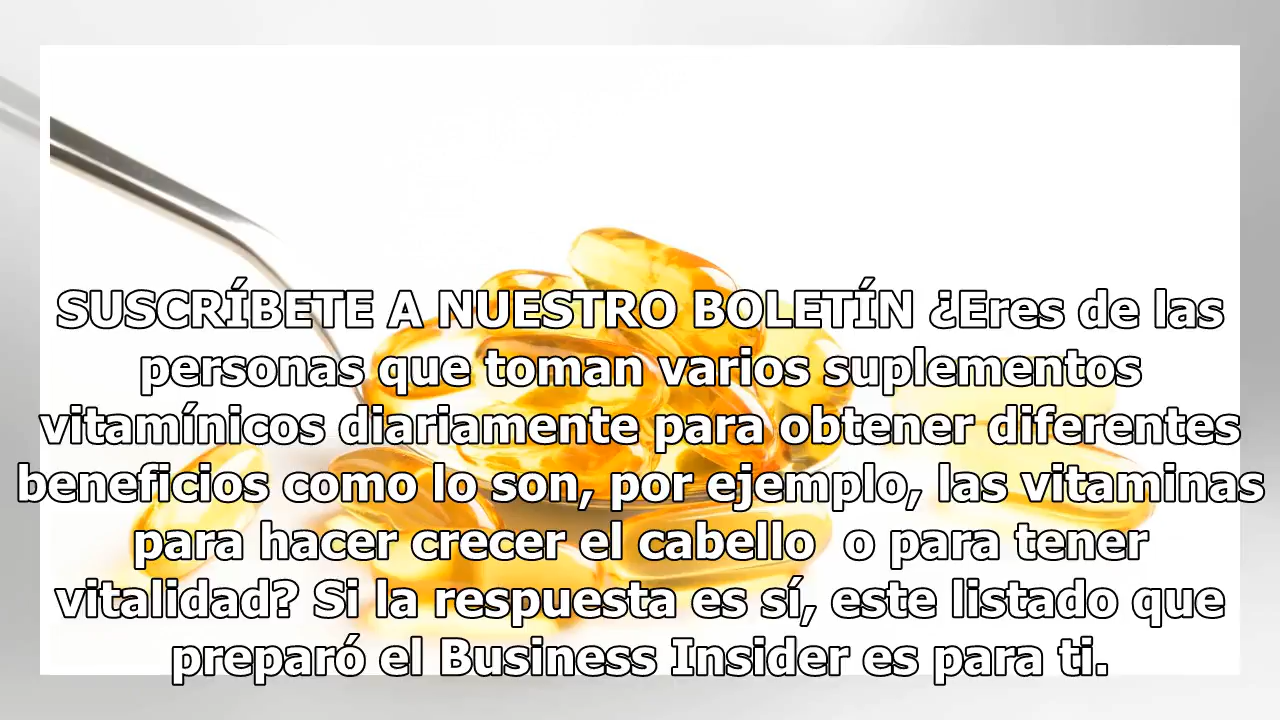 SUSCRÍBETE A NUESTRO BOLETÍN ¿Eres de las
personas que toman varios suplementos
vitamínicos diariamente para obtener diferentes
beneficios como lo son, por ejemplo, las vitaminas
para hacer crecer el cabello  o para tener
vitalidad? Si la respuesta es sí, este listado que
preparó el Business Insider es para ti.